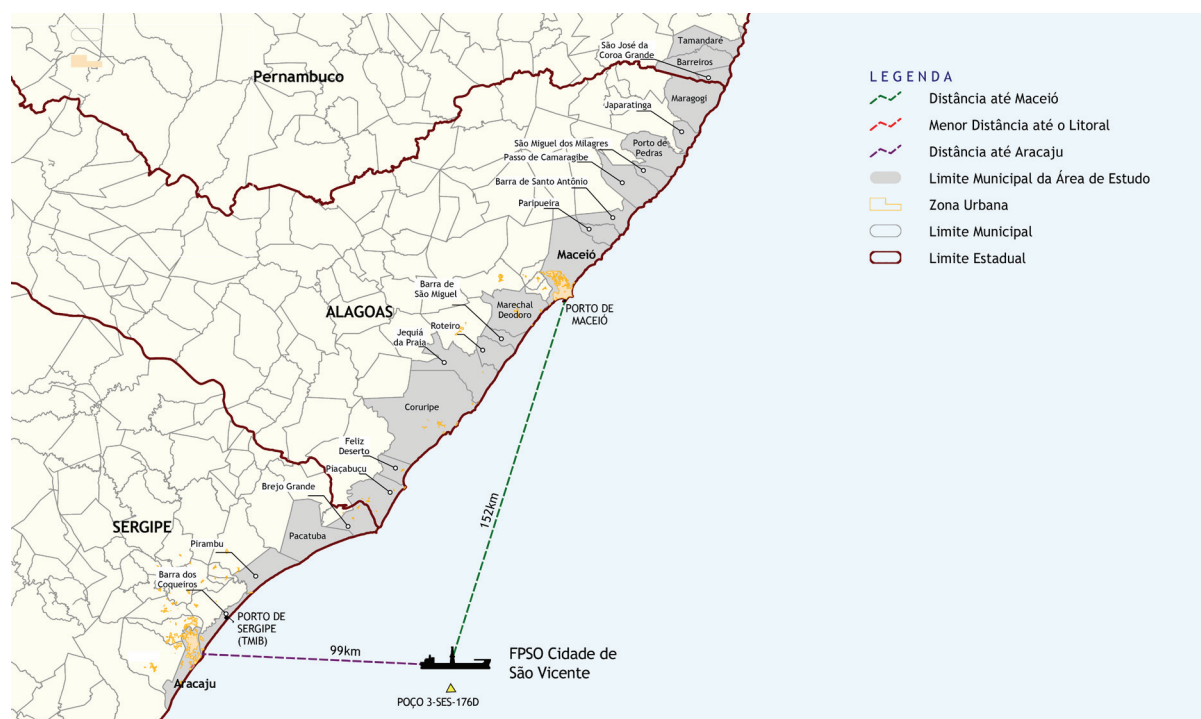 Tamandaré
São José da
Coroa Grande
Barreiros
Pernambuco
Maragogi
Japaratinga
São Miguel dos Milagres
Porto de
Pedras
Passo de Camaragibe
Barra de Santo Antônio
Paripueira
Maceió
Barra de
São Miguel
Marechal
Deodoro
PORTO DE
MACEIÓ
ALAGOAS
Roteiro
Jequiá
da Praia
Coruripe
Feliz
Deserto
Piaçabuçu
Brejo Grande
152km
SERGIPE
Pacatuba
Pirambu
Barra dos
Coqueiros
PORTO DE
SERGIPE
(TMIB)
99km
FPSO Cidade de
São Vicente
Aracaju
POÇO 3-SES-176D
LEGENDA
Distância até Maceió
Menor Distância até o Litoral
Distância até Aracaju
Limite Municipal da Área de Estudo
Zona Urbana
Limite Municipal
Limite Estadual